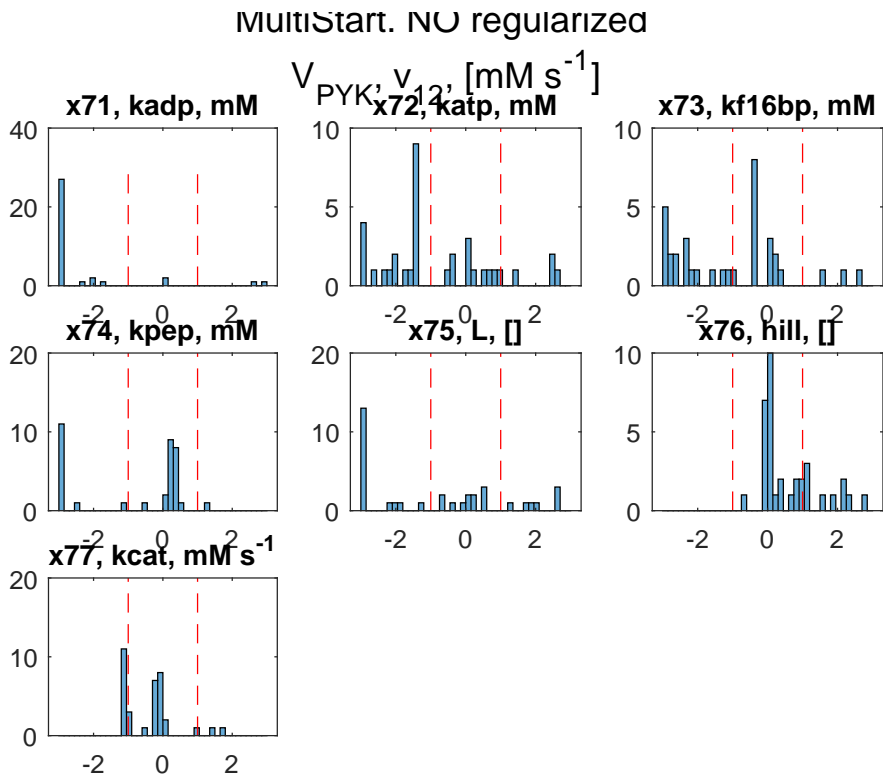 MultiStart. NO regularized
V_PYK, v_12, [mM s^-1]
x71, kadp, mM
x72, katp, mM
x73, kf16bp, mM
40
20
0
10
5
0
10
5
0
-2 0 2
-2 0 2
-2 0 2
x74, kpep, mM
x75, L, []
x76, hill, []
20
10
0
20
10
0
10
5
0
-2 0 2
-2 0 2
-2 0 2
x77, kcat, mM s^-1
20
10
0
-2 0 2